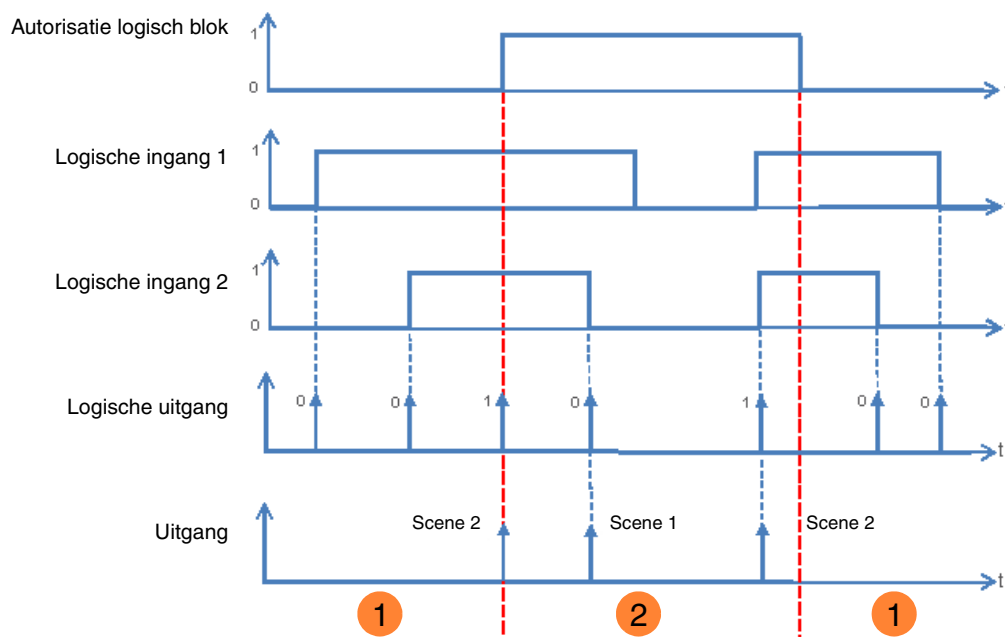 Autorisatie logisch blok
1
0
Logische ingang 1
1
0
Logische ingang 2
1
0
Logische uitgang
0 0 1 0 1 0 0
t
Uitgang
Scene 2 Scene 1 Scene 2
t
1 2 1